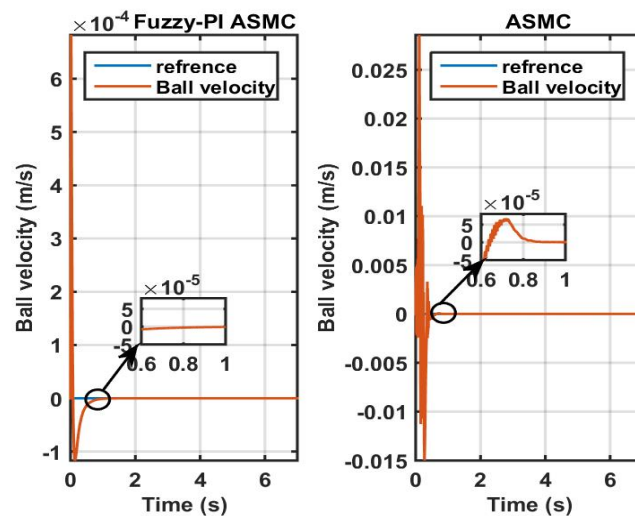 × 10-4 Fuzzy-PI ASMC
refrence
Ball velocity
6
5
4
3
2
1
0
-1
Ball velocity (m/s)
× 10-5
5
0
-5
0.6 0.8 1
0 2 4 6
Time (s)
ASMC
refrence
Ball velocity
0.025
0.02
0.015
0.01
0.005
0
-0.005
-0.01
-0.015
Ball velocity (m/s)
× 10-5
5
0
-5
0.6 0.8 1
0 2 4 6
Time (s)